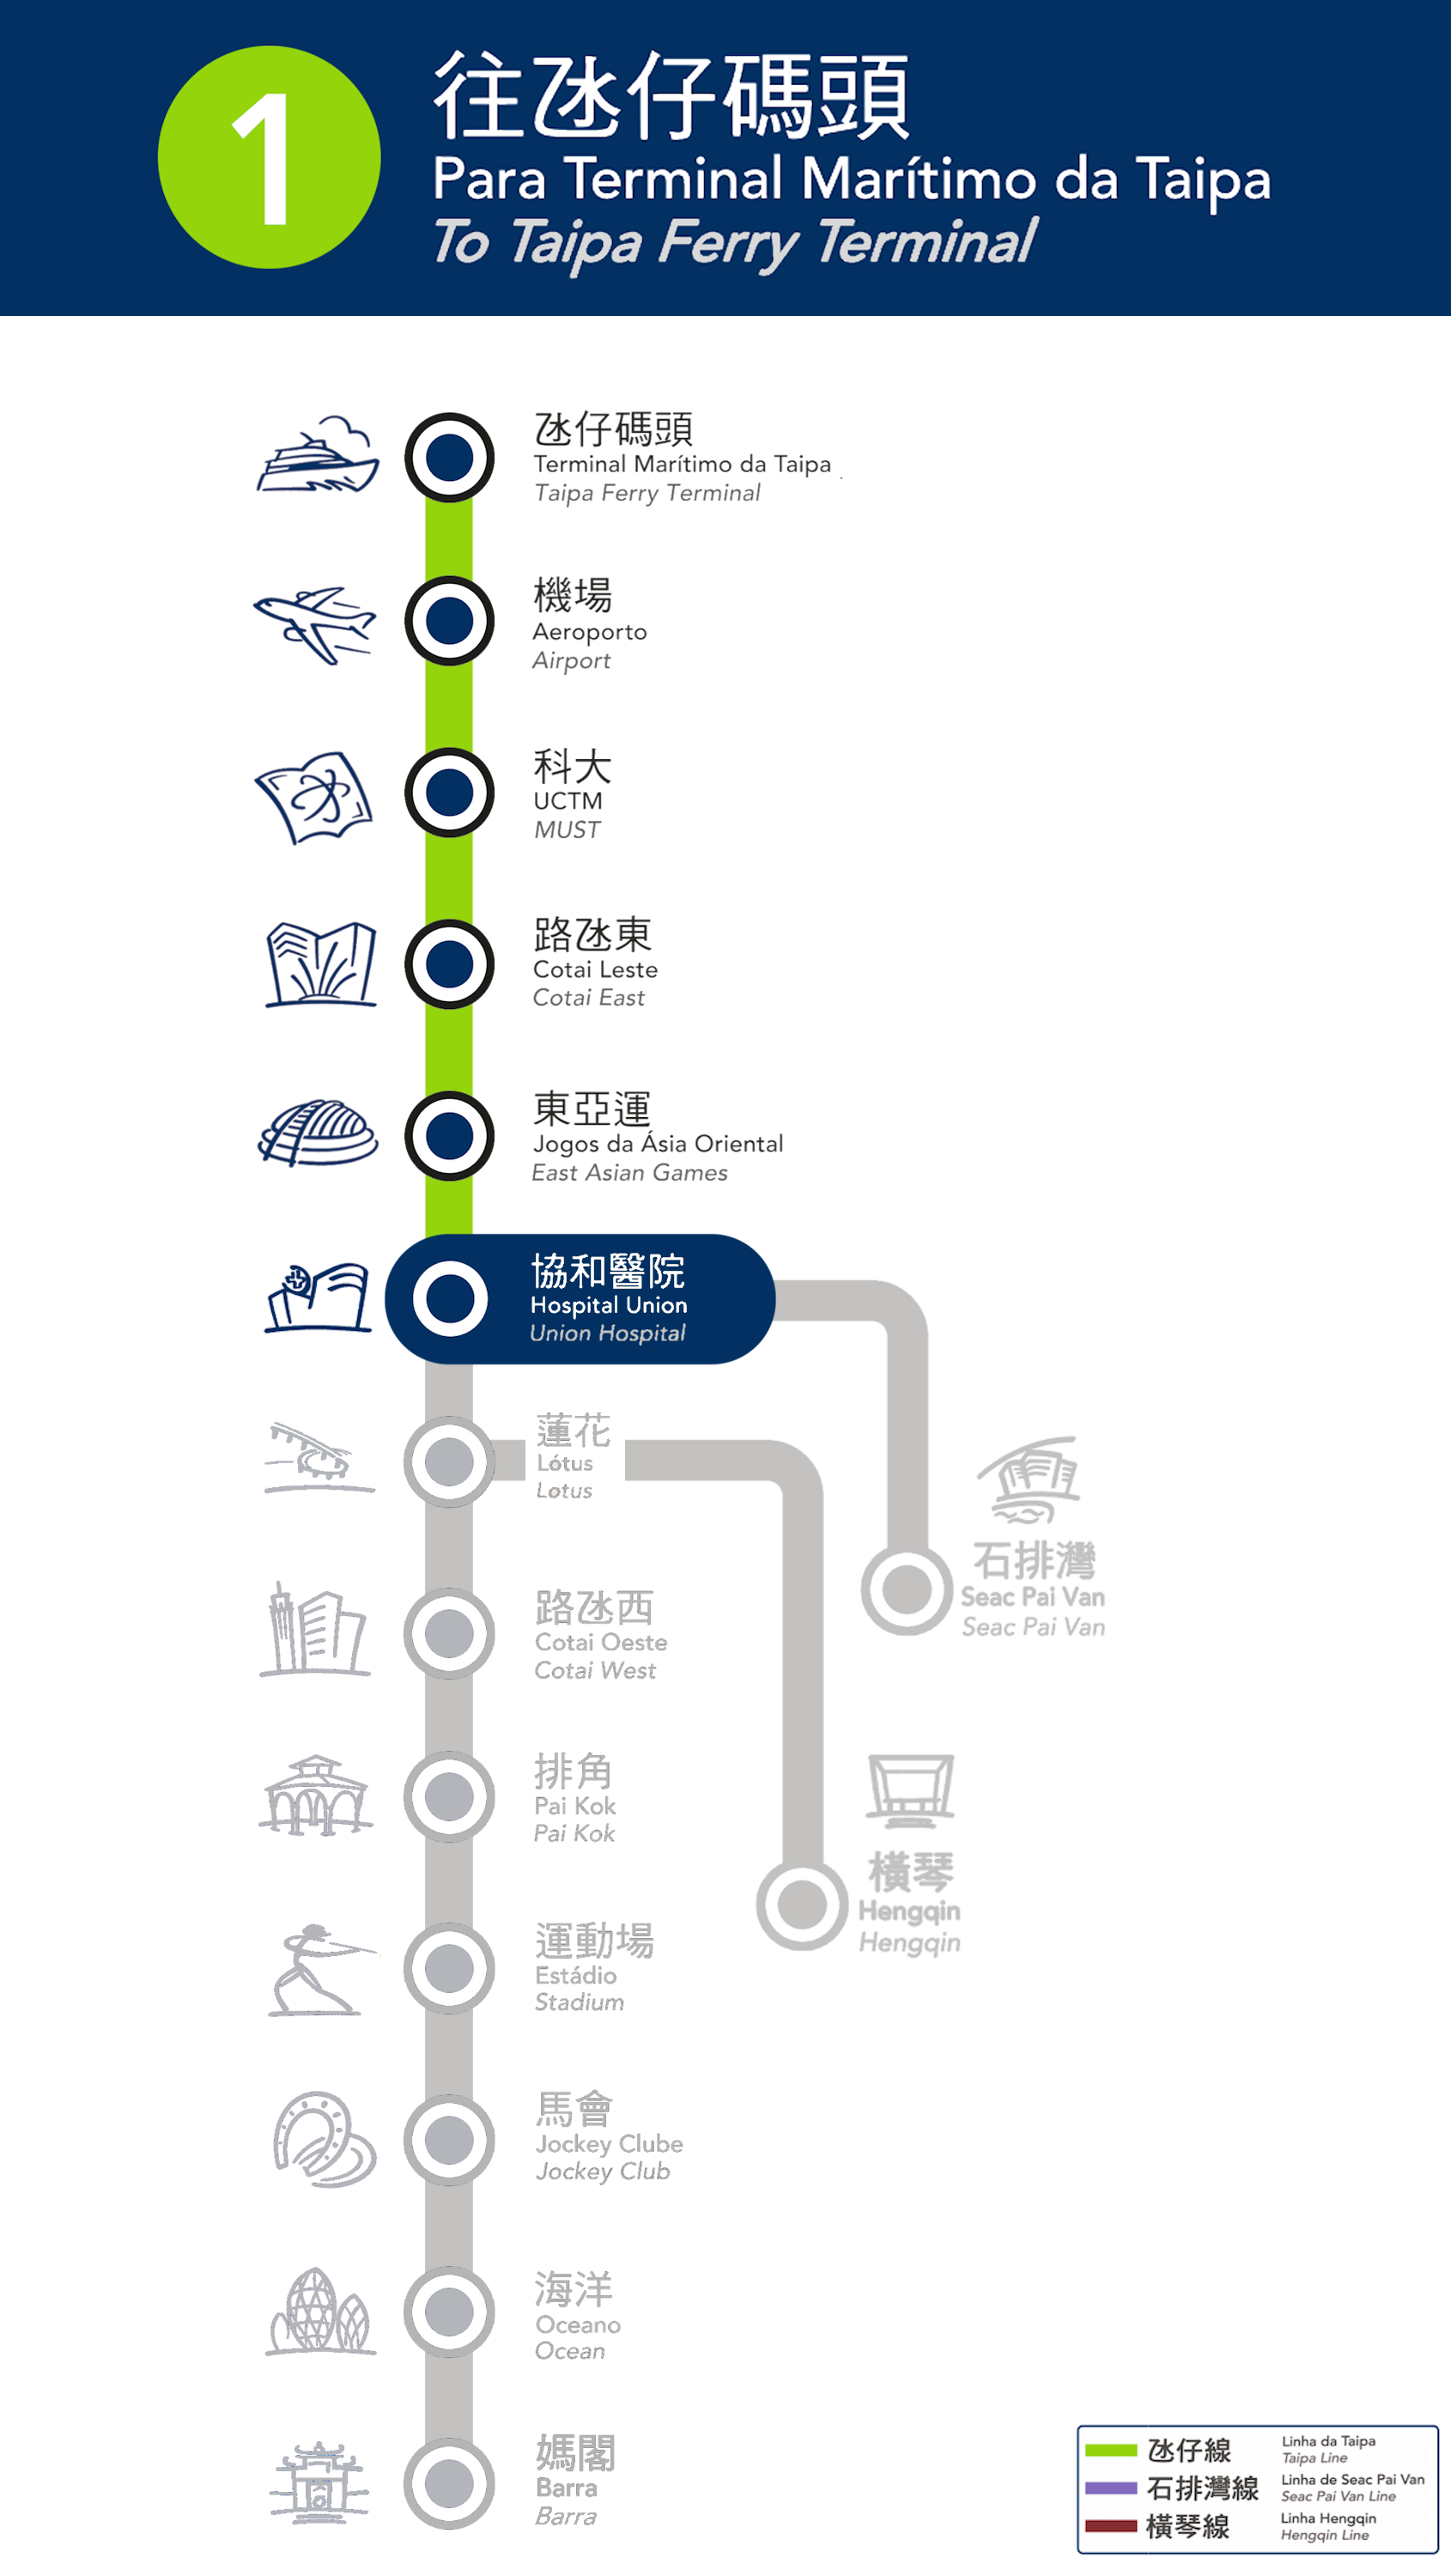 1
往氹仔碼頭
Para Terminal Marítimo da Taipa
To Taipa Ferry Terminal
氹仔碼頭
Terminal Marítimo da Taipa
Taipa Ferry Terminal
機場
Aeroporto
Airport
科大
UCTM
MUST
路氹東
Cotai Leste
Cotai East
東亞運
Jogos da Ásia Oriental
East Asian Games
協和醫院
Hospital Union
Union Hospital
蓮花
Lótus
Lotus
石排灣
Seac Pai Van
Seac Pai Van
路氹西
Cotai Oeste
Cotai West
排角
Pai Kok
Pai Kok
橫琴
Hengqin
Hengqin
運動場
Estádio
Stadium
馬會
Jockey Clube
Jockey Club
海洋
Oceano
Ocean
媽閣
Barra
Barra
氹仔線
Linha da Taipa
Taipa Line
石排灣線
Linha de Seac Pai Van
Seac Pai Van Line
橫琴線
Linha Hengqin
Hengqin Line